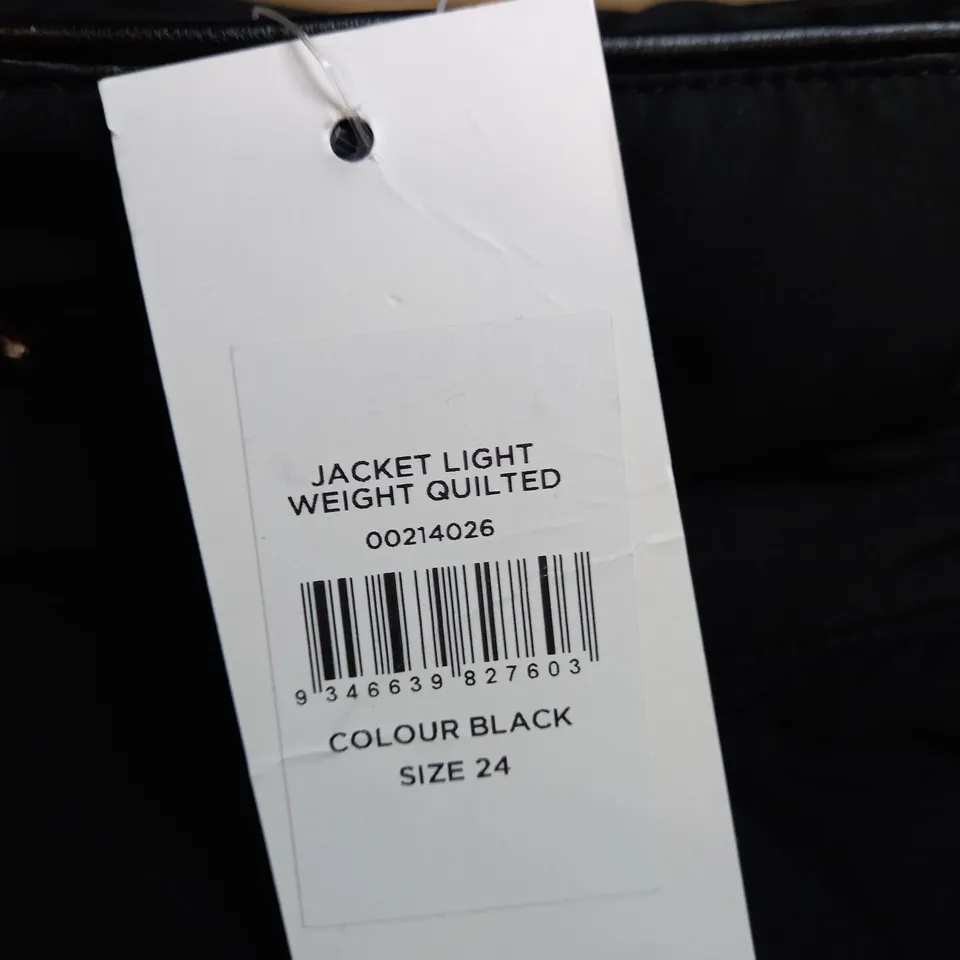 JACKET LIGHT
WEIGHT QUILTED
00214026
9 346639 827603
COLOUR BLACK
SIZE 24